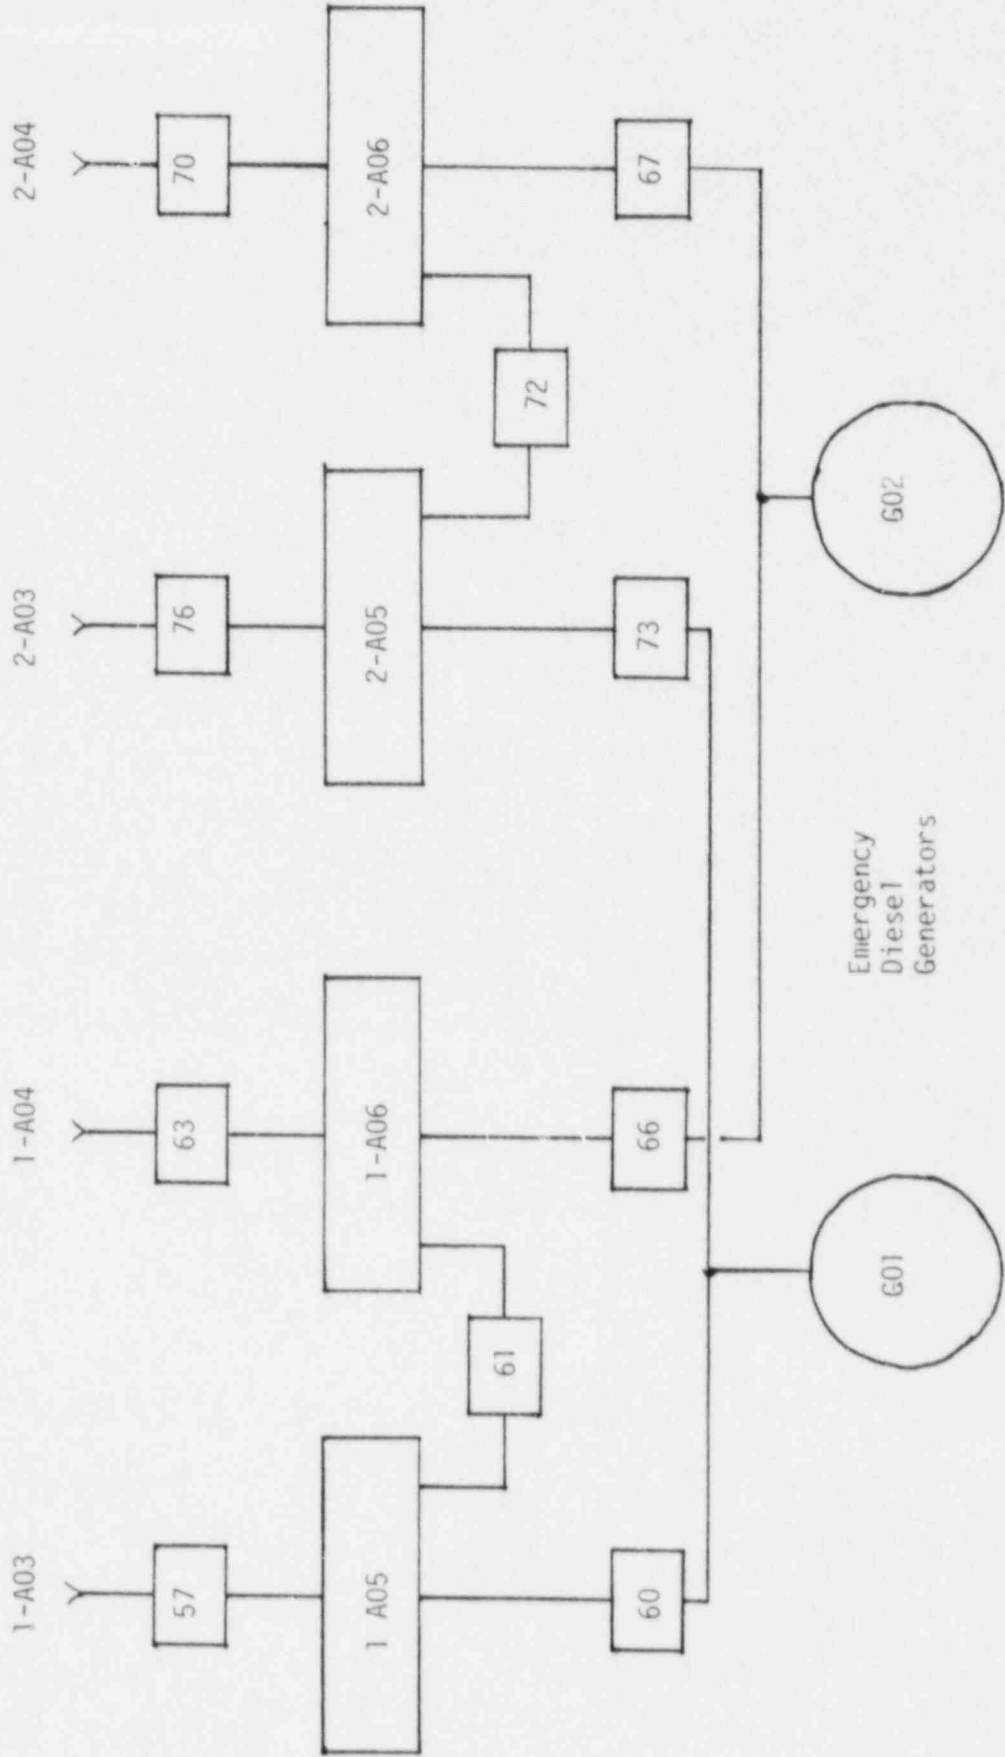 1-A03
1-A04
2-A03
2-A04
57
63
76
70
1 A05
1-A06
2-A05
2-A06
61
72
60
66
73
67
G01
G02
Emergency
Diesel
Generators